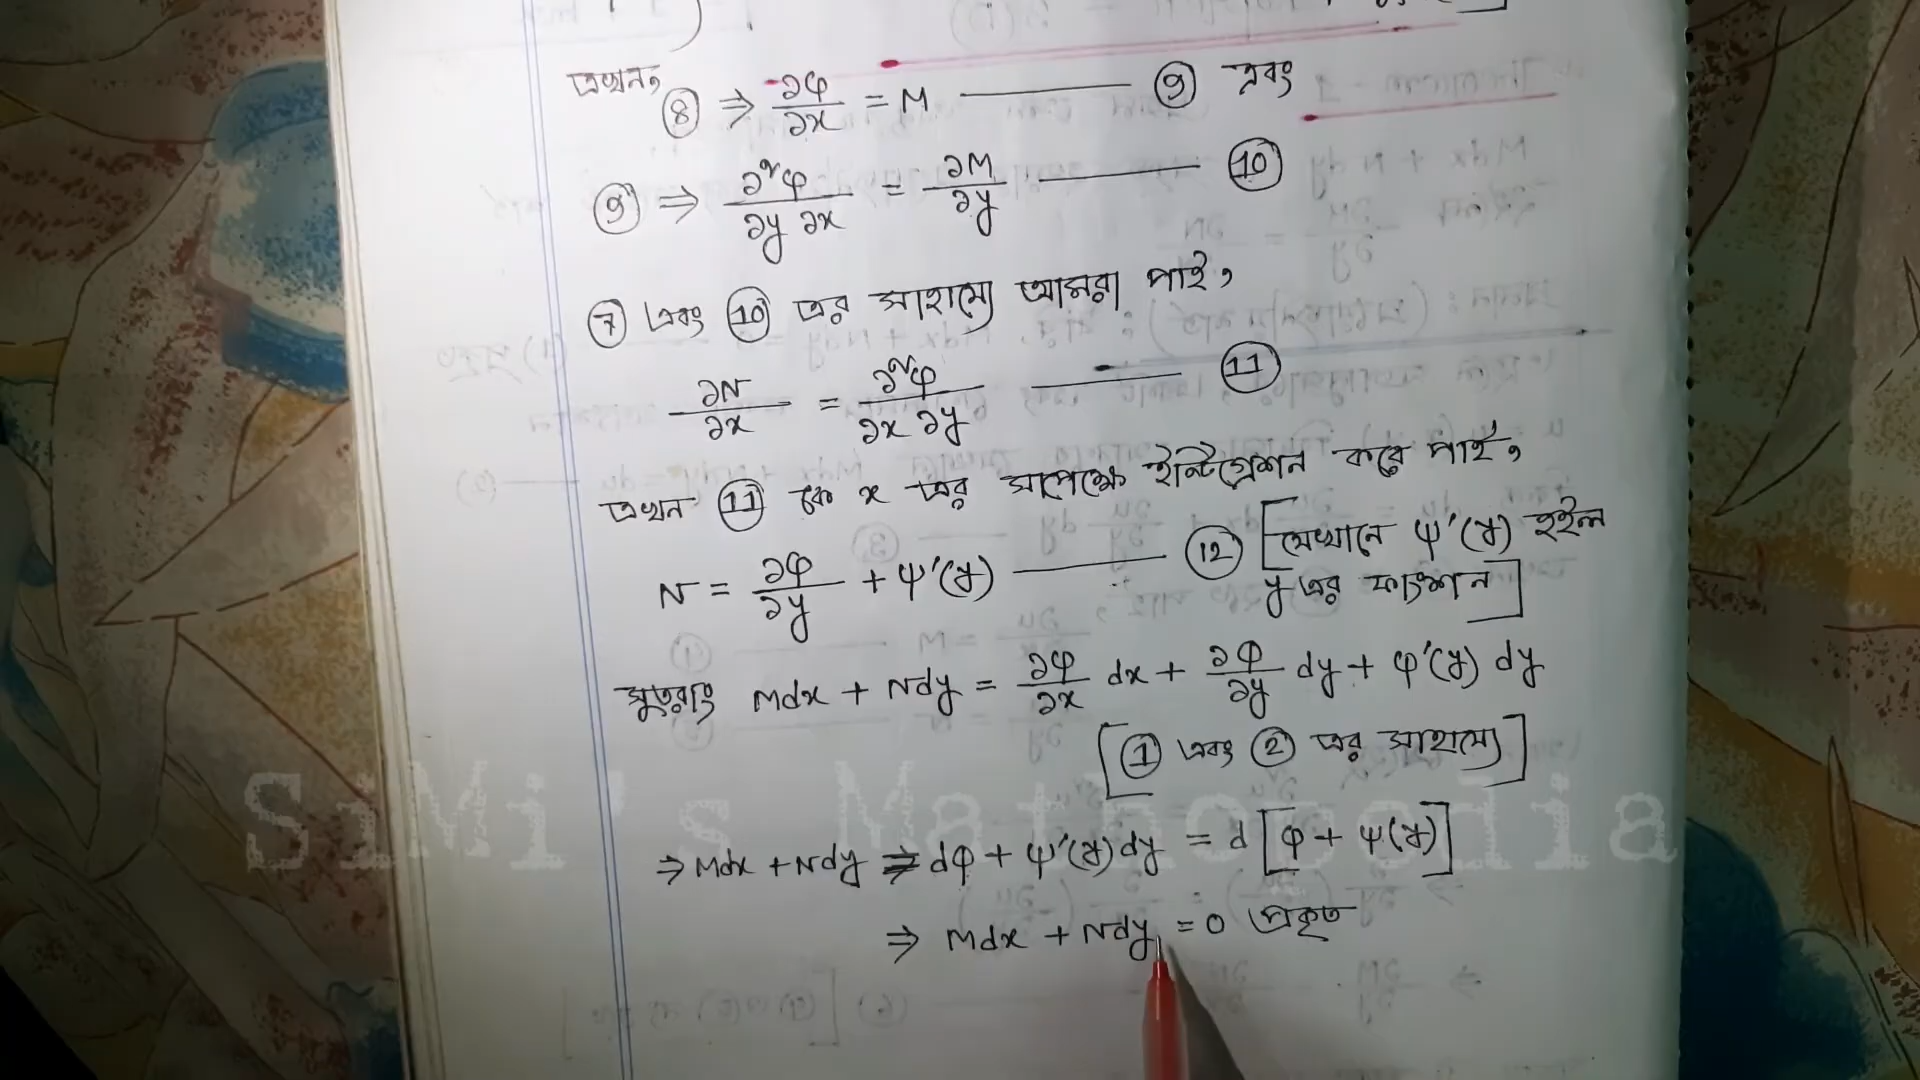 এখন, ⑧ ⇒ ∂φ/∂x = M ——— ⑨ এবং
⑨ ⇒ ∂²φ/∂y ∂x = ∂M/∂y ——— ⑩
⑦ এবং ⑩ এর সাহায্যে আমরা পাই,
∂N/∂x = ∂²φ/∂x ∂y ——— ⑪
এখন ⑪ কে x এর সাপেক্ষে ইন্টিগ্রেশন করে পাই,
N = ∂φ/∂y + ψ'(y) ——— ⑫ [যেখানে ψ'(y) হইল
y এর ফাংশান]
সুতরাং Mdx + Ndy = ∂φ/∂x dx + ∂φ/∂y dy + φ'(y) dy
[① এবং ② এর সাহায্যে]
⇒ Mdx + Ndy = dφ + ψ'(y) dy = d[φ + ψ(y)]
⇒ Mdx + Ndy = 0 প্রকৃত
SiMi's Mathopedia